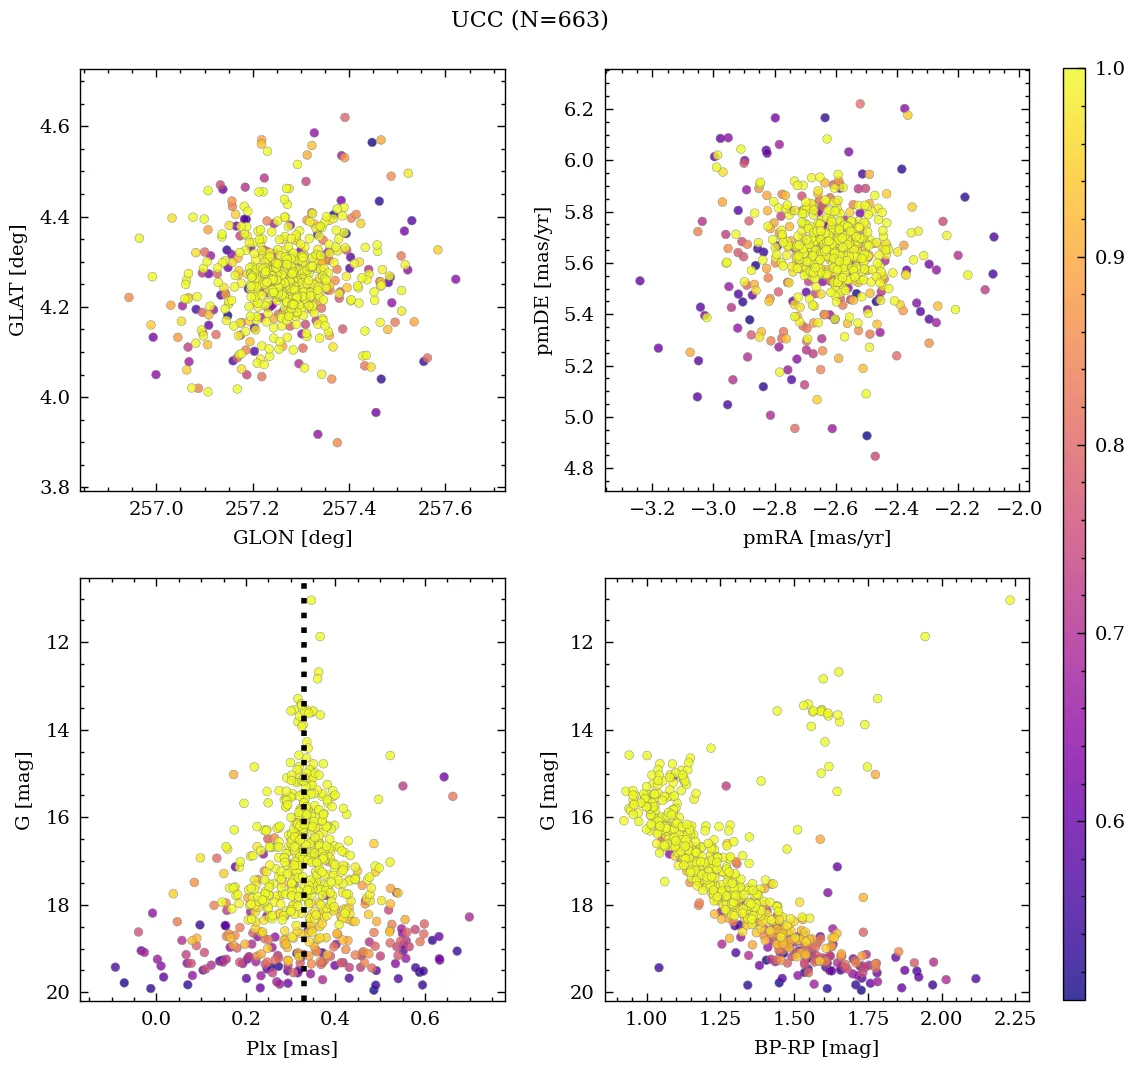 UCC (N=663)
4.6
4.4
4.2
4.0
3.8
GLAT [deg]
257.0 257.2 257.4 257.6
GLON [deg]
6.2
6.0
5.8
5.6
5.4
5.2
5.0
4.8
pmDE [mas/yr]
−3.2 −3.0 −2.8 −2.6 −2.4 −2.2 −2.0
pmRA [mas/yr]
12
14
16
18
20
G [mag]
0.0 0.2 0.4 0.6
Plx [mas]
12
14
16
18
20
G [mag]
1.00 1.25 1.50 1.75 2.00 2.25
BP-RP [mag]
1.0
0.9
0.8
0.7
0.6